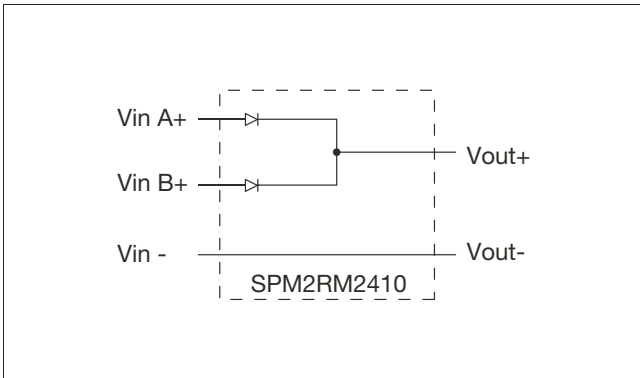 Vin A+
Vout+
Vin B+
Vin -
Vout-
SPM2RM2410